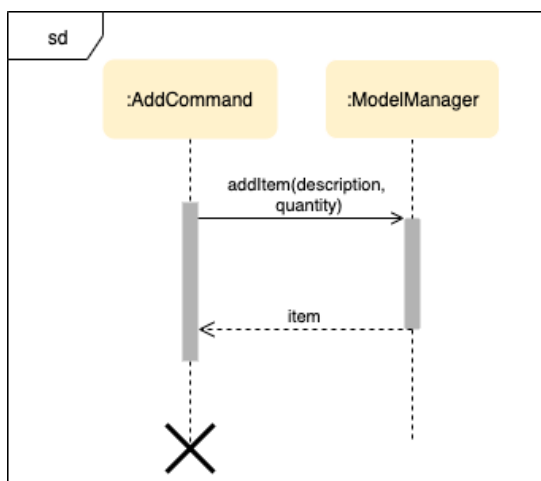 sd
:AddCommand
:ModelManager
addItem(description,
quantity)
item